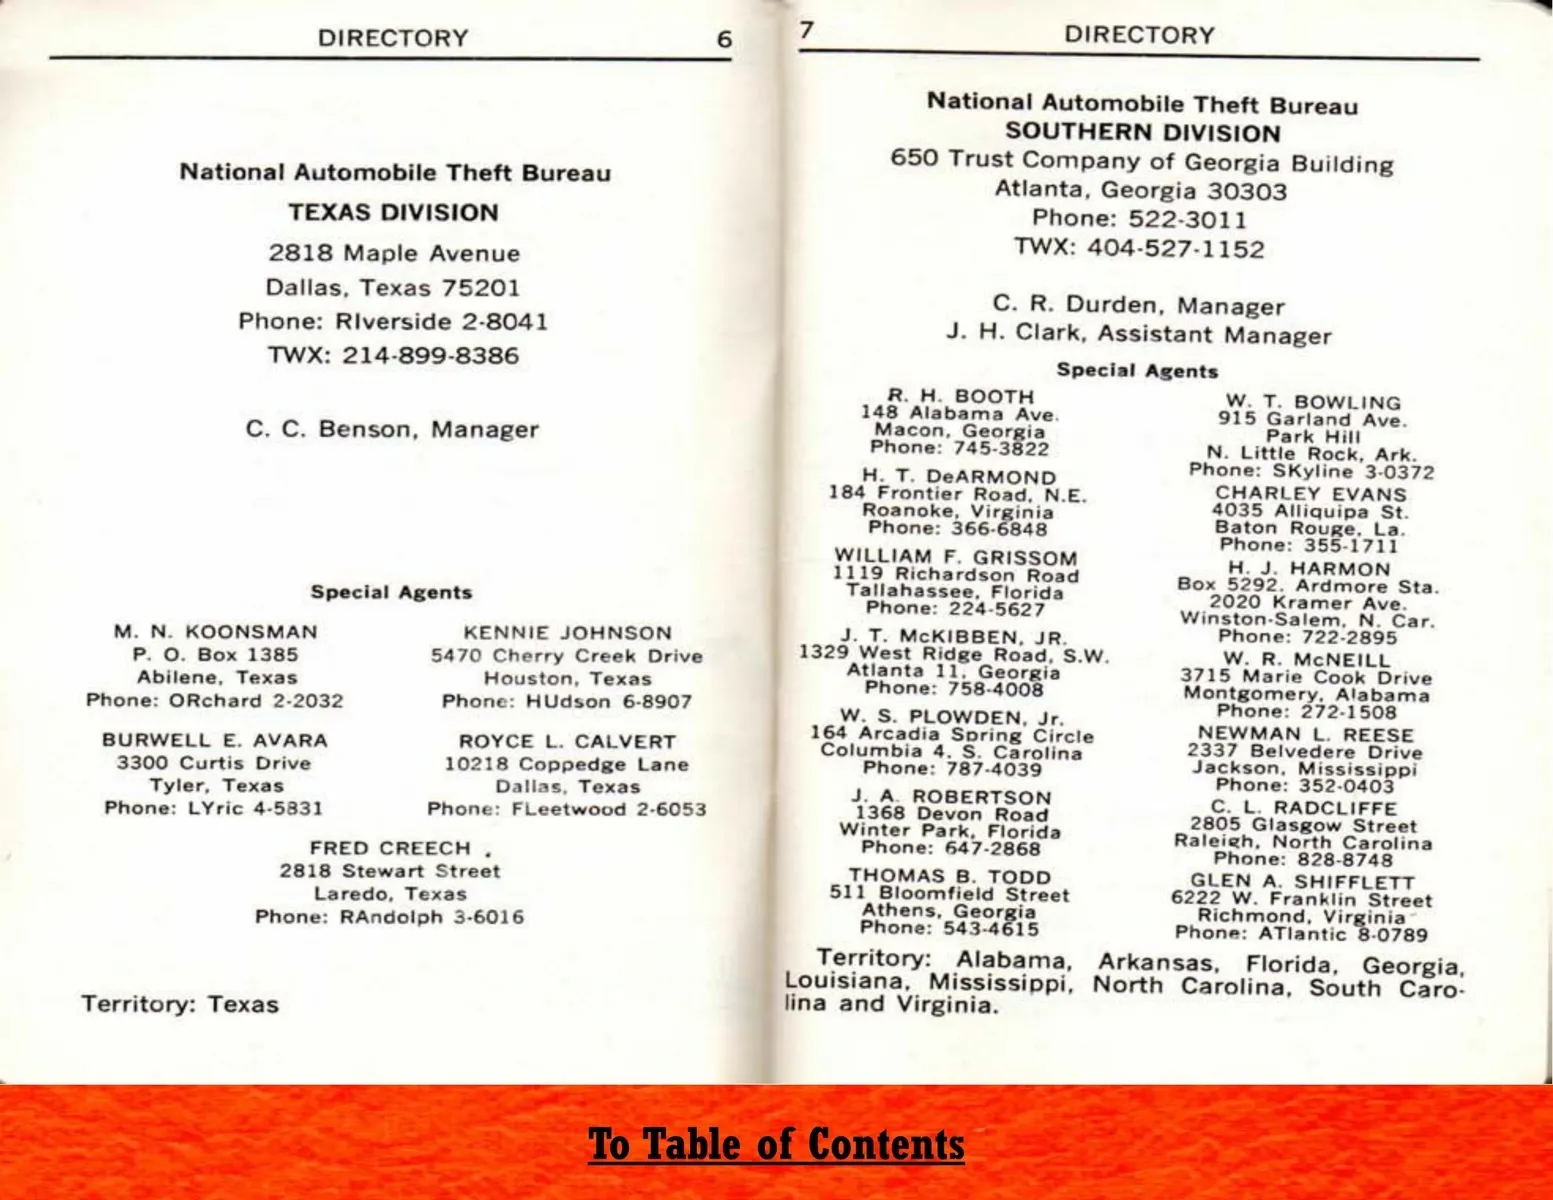 DIRECTORY 6
National Automobile Theft Bureau
TEXAS DIVISION
2818 Maple Avenue
Dallas, Texas 75201
Phone: RIverside 2-8041
TWX: 214-899-8386
C. C. Benson, Manager
Special Agents
M. N. KOONSMAN
P. O. Box 1385
Abilene, Texas
Phone: ORchard 2-2032
KENNIE JOHNSON
5470 Cherry Creek Drive
Houston, Texas
Phone: HUdson 6-8907
BURWELL E. AVARA
3300 Curtis Drive
Tyler, Texas
Phone: LYric 4-5831
ROYCE L. CALVERT
10218 Coppedge Lane
Dallas, Texas
Phone: FLeetwood 2-6053
FRED CREECH
2818 Stewart Street
Laredo, Texas
Phone: RAndolph 3-6016
Territory: Texas
7 DIRECTORY
National Automobile Theft Bureau
SOUTHERN DIVISION
650 Trust Company of Georgia Building
Atlanta, Georgia 30303
Phone: 522-3011
TWX: 404-527-1152
C. R. Durden, Manager
J. H. Clark, Assistant Manager
Special Agents
R. H. BOOTH
148 Alabama Ave.
Macon, Georgia
Phone: 745-3822
H. T. DeARMOND
184 Frontier Road, N.E.
Roanoke, Virginia
Phone: 366-6848
WILLIAM F. GRISSOM
1119 Richardson Road
Tallahassee, Florida
Phone: 224-5627
J. T. McKIBBEN, JR.
1329 West Ridge Road, S.W.
Atlanta 11, Georgia
Phone: 758-4008
W. S. PLOWDEN, Jr.
164 Arcadia Spring Circle
Columbia 4, S. Carolina
Phone: 787-4039
J. A. ROBERTSON
1368 Devon Road
Winter Park, Florida
Phone: 647-2868
THOMAS B. TODD
511 Bloomfield Street
Athens, Georgia
Phone: 543-4615
W. T. BOWLING
915 Garland Ave.
Park Hill
N. Little Rock, Ark.
Phone: SKyline 3-0372
CHARLEY EVANS
4035 Alliquipa St.
Baton Rouge, La.
Phone: 355-1711
H. J. HARMON
Box 5292, Ardmore Sta.
2020 Kramer Ave.
Winston-Salem, N. Car.
Phone: 722-2895
W. R. McNEILL
3715 Marie Cook Drive
Montgomery, Alabama
Phone: 272-1508
NEWMAN L. REESE
2337 Belvedere Drive
Jackson, Mississippi
Phone: 352-0403
C. L. RADCLIFFE
2805 Glasgow Street
Raleigh, North Carolina
Phone: 828-8748
GLEN A. SHIFFLETT
6222 W. Franklin Street
Richmond, Virginia
Phone: ATlantic 8-0789
Territory: Alabama, Arkansas, Florida, Georgia,
Louisiana, Mississippi, North Carolina, South Caro-
lina and Virginia.
To Table of Contents